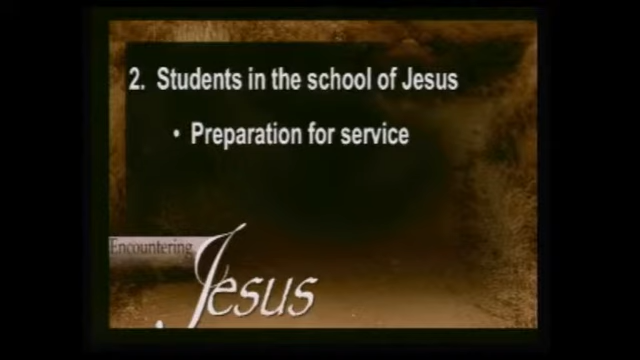 2. Students in the school of Jesus
• Preparation for service
Encountering
Jesus